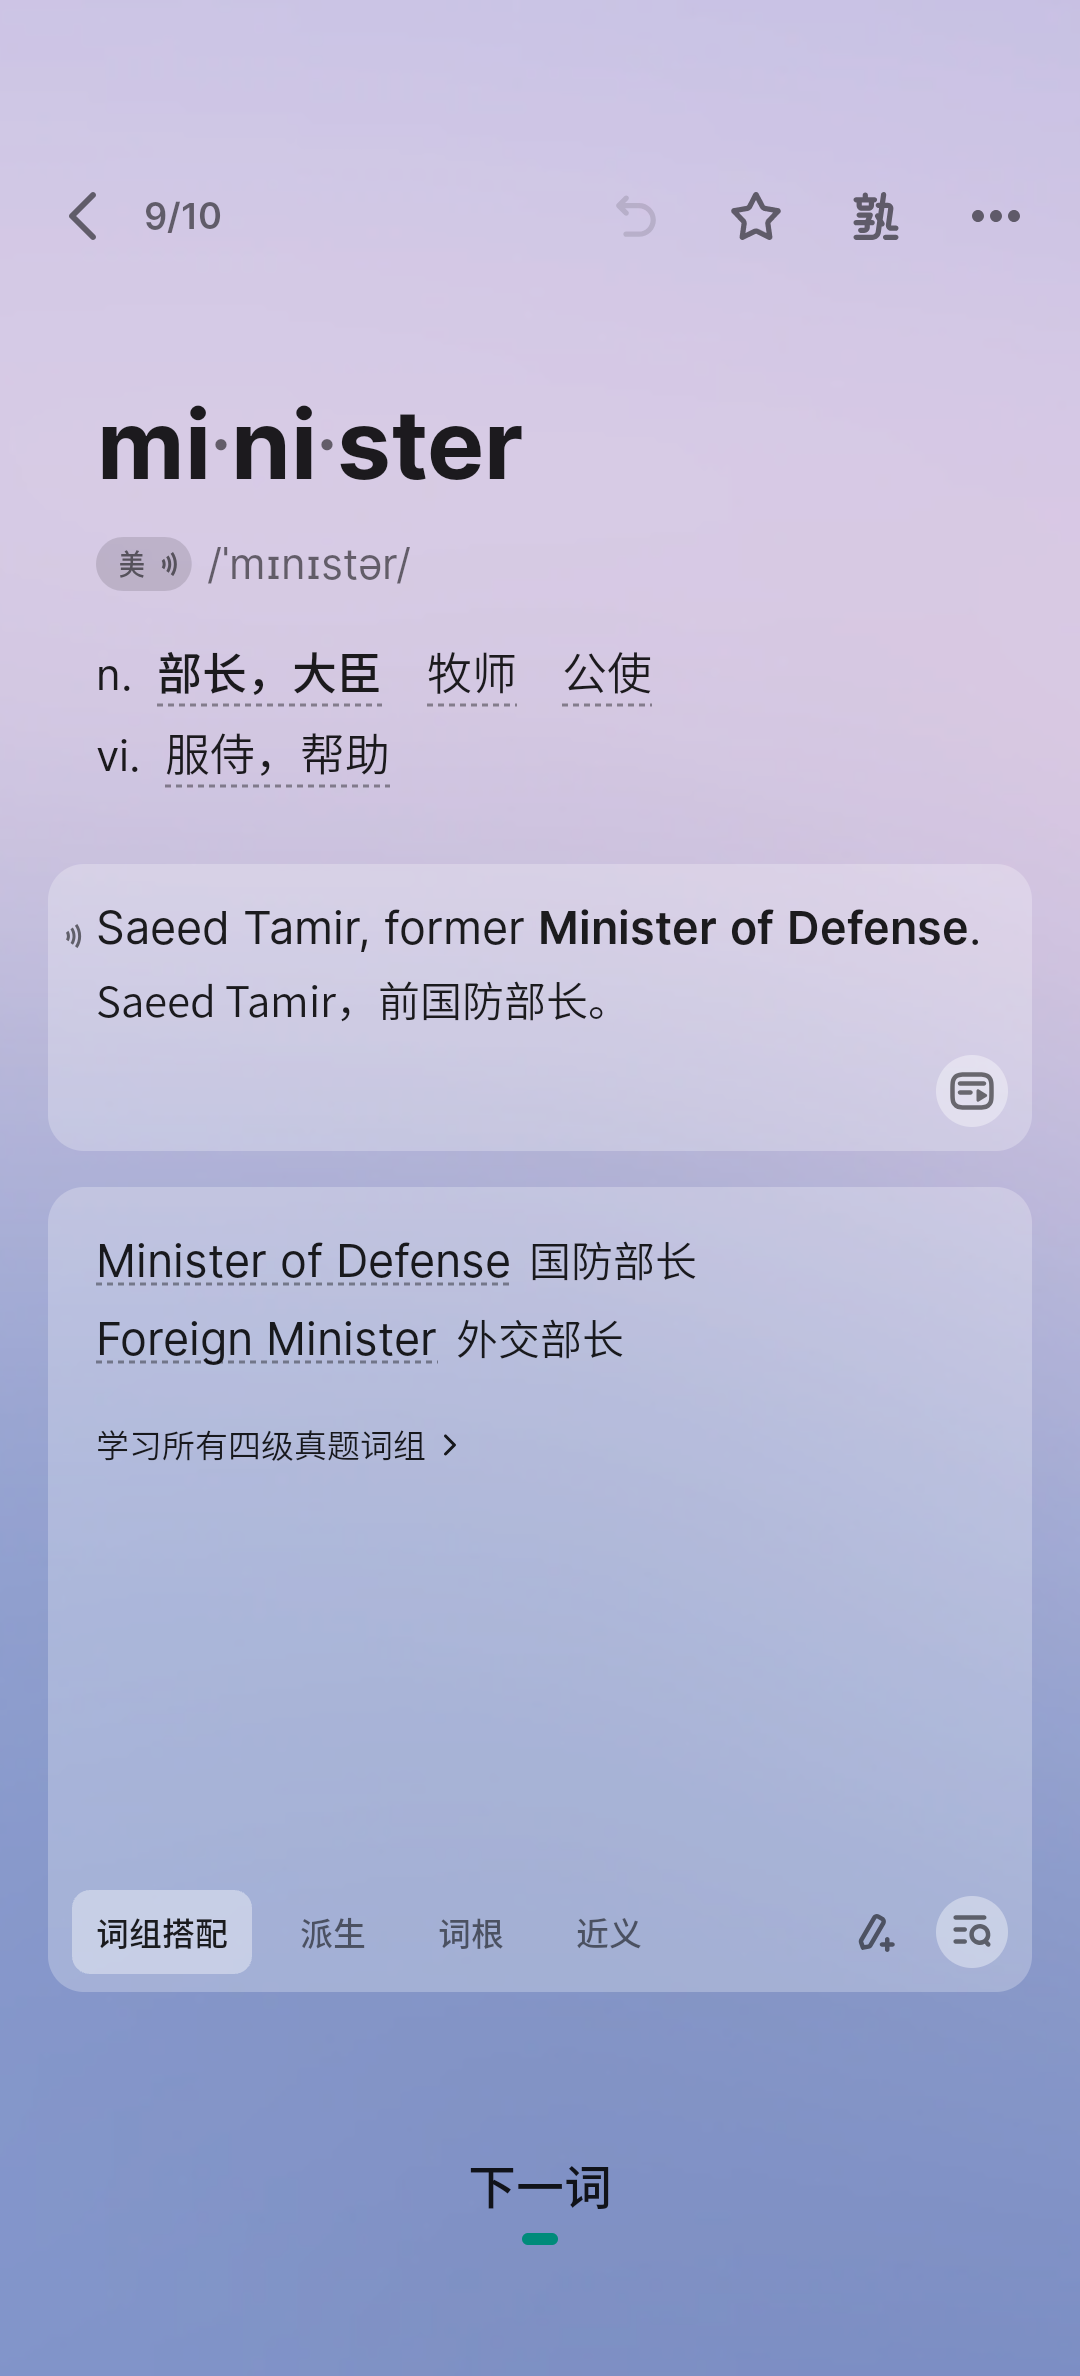 9/10
熟
mi·ni·ster
美 /ˈmɪnɪstər/
n. 部长，大臣 牧师 公使
vi. 服侍，帮助
Saeed Tamir, former Minister of Defense.
Saeed Tamir，前国防部长。
Minister of Defense 国防部长
Foreign Minister 外交部长
学习所有四级真题词组
词组搭配 派生 词根 近义
下一词